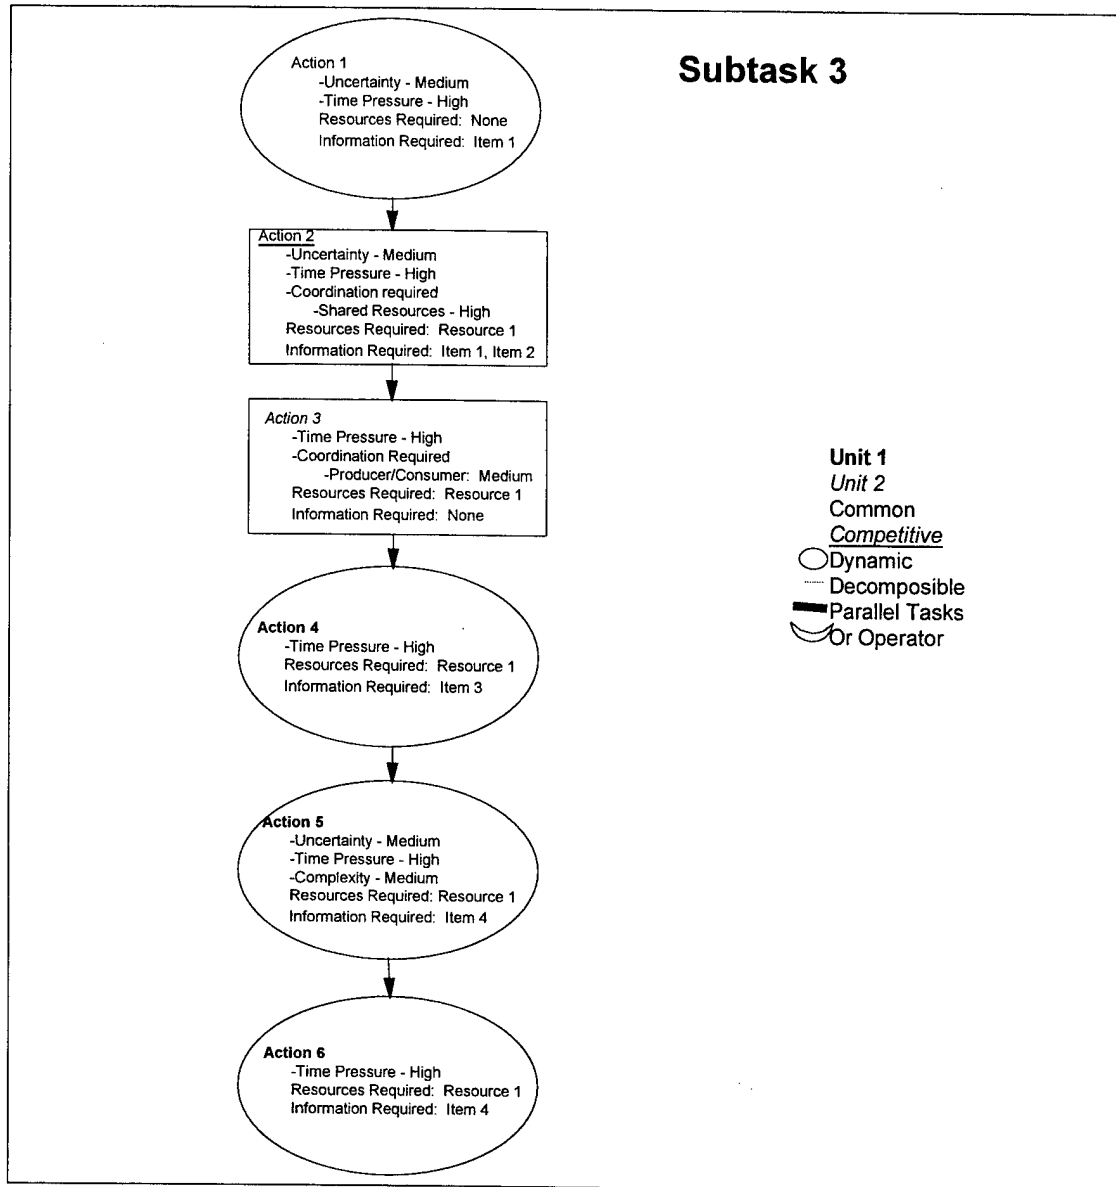 Subtask 3
Action 1
-Uncertainty - Medium
-Time Pressure - High
Resources Required: None
Information Required: Item 1
Action 2
-Uncertainty - Medium
-Time Pressure - High
-Coordination required
-Shared Resources - High
Resources Required: Resource 1
Information Required: Item 1, Item 2
Action 3
-Time Pressure - High
-Coordination Required
-Producer/Consumer: Medium
Resources Required: Resource 1
Information Required: None
Action 4
-Time Pressure - High
Resources Required: Resource 1
Information Required: Item 3
Action 5
-Uncertainty - Medium
-Time Pressure - High
-Complexity - Medium
Resources Required: Resource 1
Information Required: Item 4
Action 6
-Time Pressure - High
Resources Required: Resource 1
Information Required: Item 4
Unit 1
Unit 2
Common
Competitive
Dynamic
Decomposible
Parallel Tasks
Or Operator